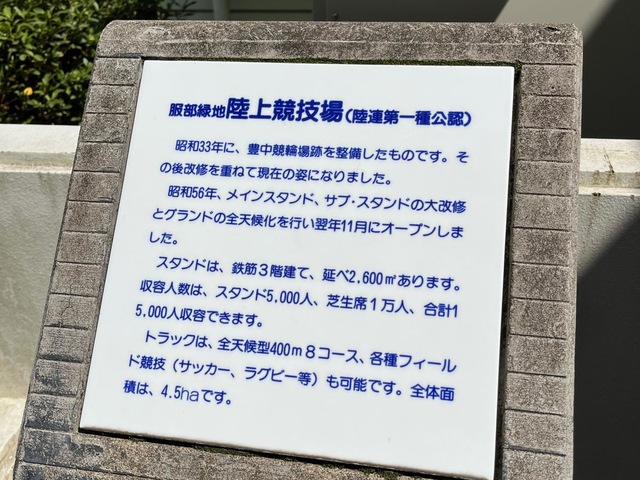 服部緑地陸上競技場(陸連第一種公認)
昭和33年に、豊中競輪場跡を整備したものです。そ
の後改修を重ねて現在の姿になりました。
昭和56年、メインスタンド、サブ・スタンドの大改修
とグランドの全天候化を行い翌年11月にオープンしま
した。
スタンドは、鉄筋３階建て、延べ2,600㎡あります。
収容人数は、スタンド5,000人、芝生席１万人、合計1
5,000人収容できます。
トラックは、全天候型400ｍ８コース、各種フィール
ド競技（サッカー、ラグビー等）も可能です。全体面
積は、4.5haです。